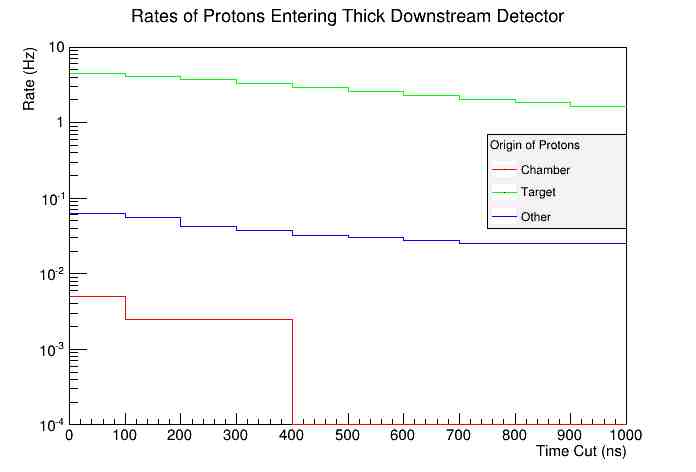 Rates of Protons Entering Thick Downstream Detector
Rate (Hz)
10
1
10-1
10-2
10-3
10-4
Origin of Protons
Chamber
Target
Other
0 100 200 300 400 500 600 700 800 900 1000
Time Cut (ns)